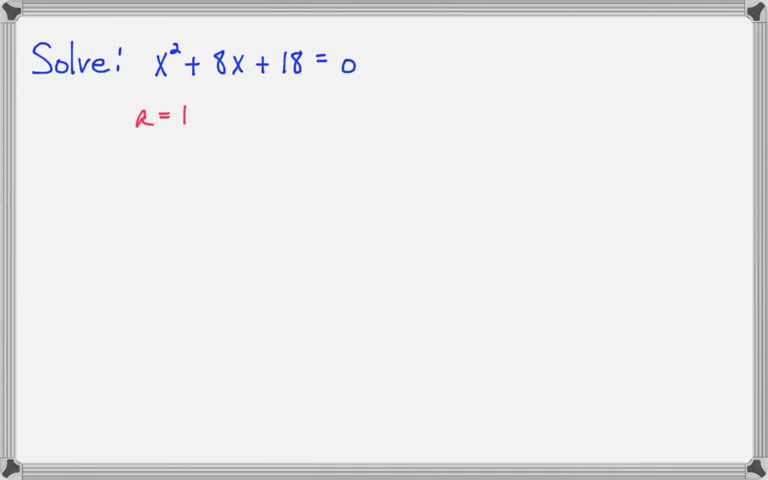 Solve: x² + 8x + 18 = 0
a = 1